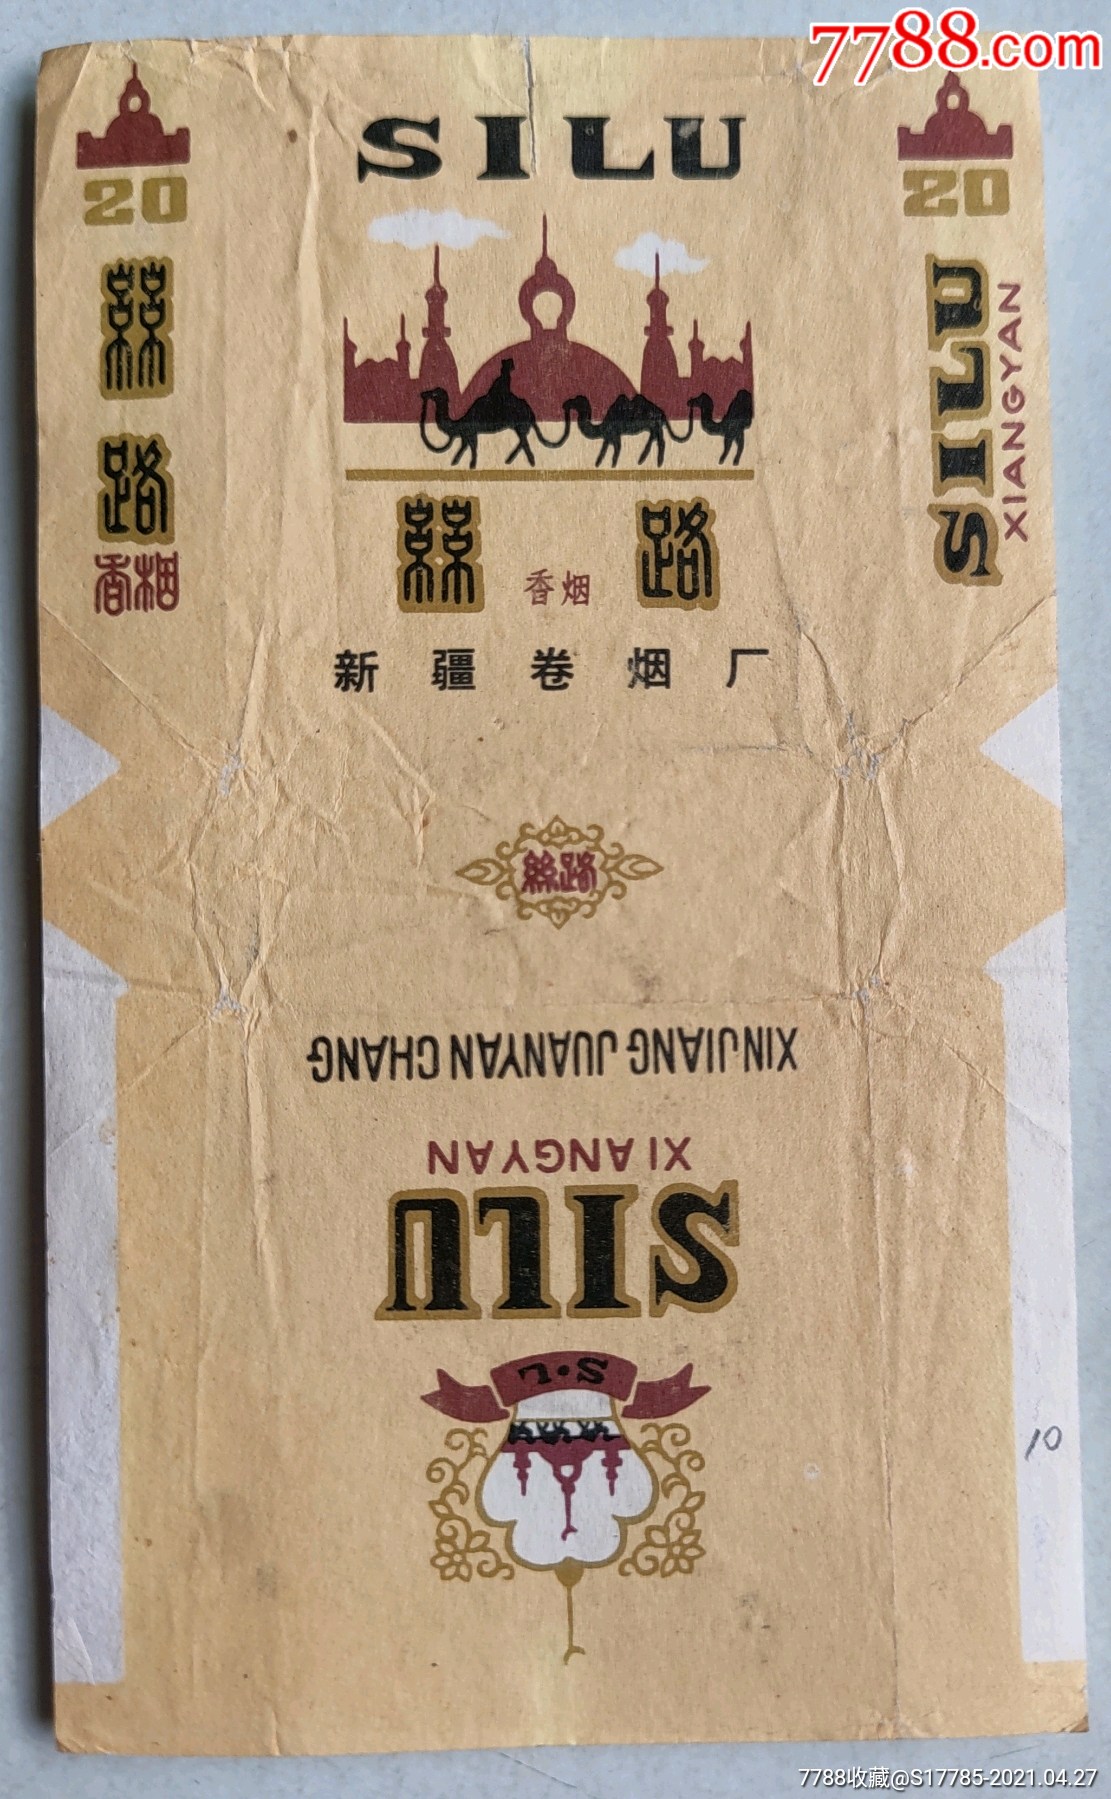 7788.com
20
絲
路
香烟
SILU
絲 香烟 路
新疆卷烟厂
20
SILU
XIANGYAN
絲路
XINJIANG JUANYAN CHANG
XIANGYAN
SILU
S·L
10
7788收藏@S17785-2021.04.27